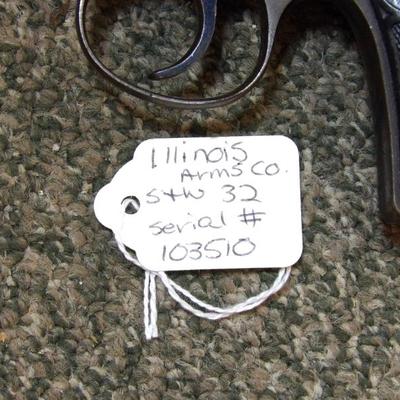 Illinois
Arms Co.
S+W 32
Serial #
103510